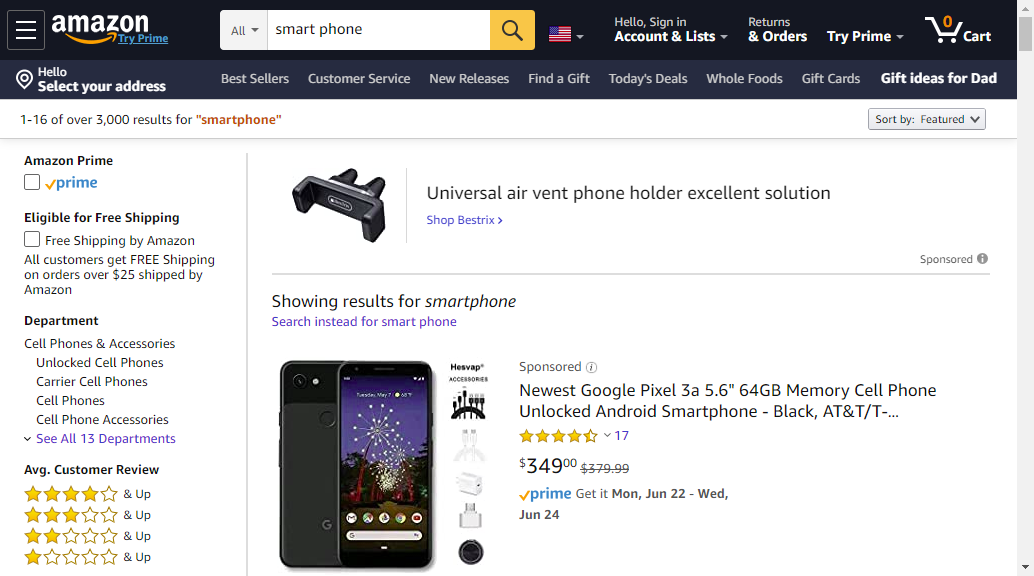 amazon
Try Prime
All
smart phone
Hello, Sign in
Account & Lists
Returns
& Orders
Try Prime
0
Cart
Hello
Select your address
Best Sellers
Customer Service
New Releases
Find a Gift
Today's Deals
Whole Foods
Gift Cards
Gift ideas for Dad
1-16 of over 3,000 results for "smartphone"
Sort by: Featured
Amazon Prime
prime
Eligible for Free Shipping
Free Shipping by Amazon
All customers get FREE Shipping
on orders over $25 shipped by
Amazon
Department
Cell Phones & Accessories
Unlocked Cell Phones
Carrier Cell Phones
Cell Phones
Cell Phone Accessories
See All 13 Departments
Avg. Customer Review
& Up
& Up
& Up
& Up
Bestrix
Universal air vent phone holder excellent solution
Shop Bestrix
Sponsored
Showing results for smartphone
Search instead for smart phone
Hesvap
ACCESSORIES
Tuesday, May 7
G
Sponsored
Newest Google Pixel 3a 5.6" 64GB Memory Cell Phone
Unlocked Android Smartphone - Black, AT&T/T-...
17
$34900 $379.99
prime Get it Mon, Jun 22 - Wed,
Jun 24